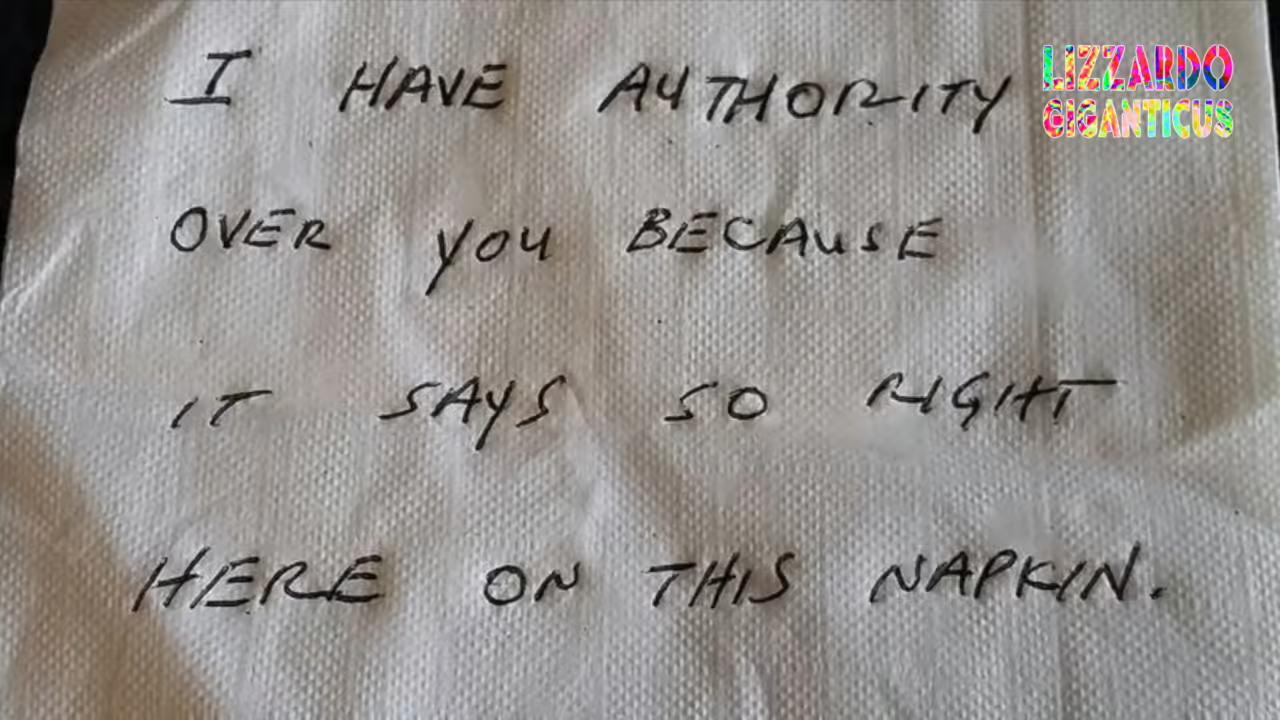 I HAVE AUTHORITY
LIZZARDO
GIGANTICUS
OVER YOU BECAUSE
IT SAYS SO RIGHT
HERE ON THIS NAPKIN.